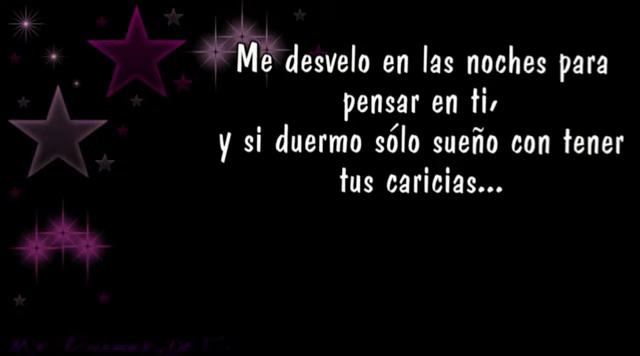 Me desvelo en las noches para
pensar en ti,
y si duermo sólo sueño con tener
tus caricias...